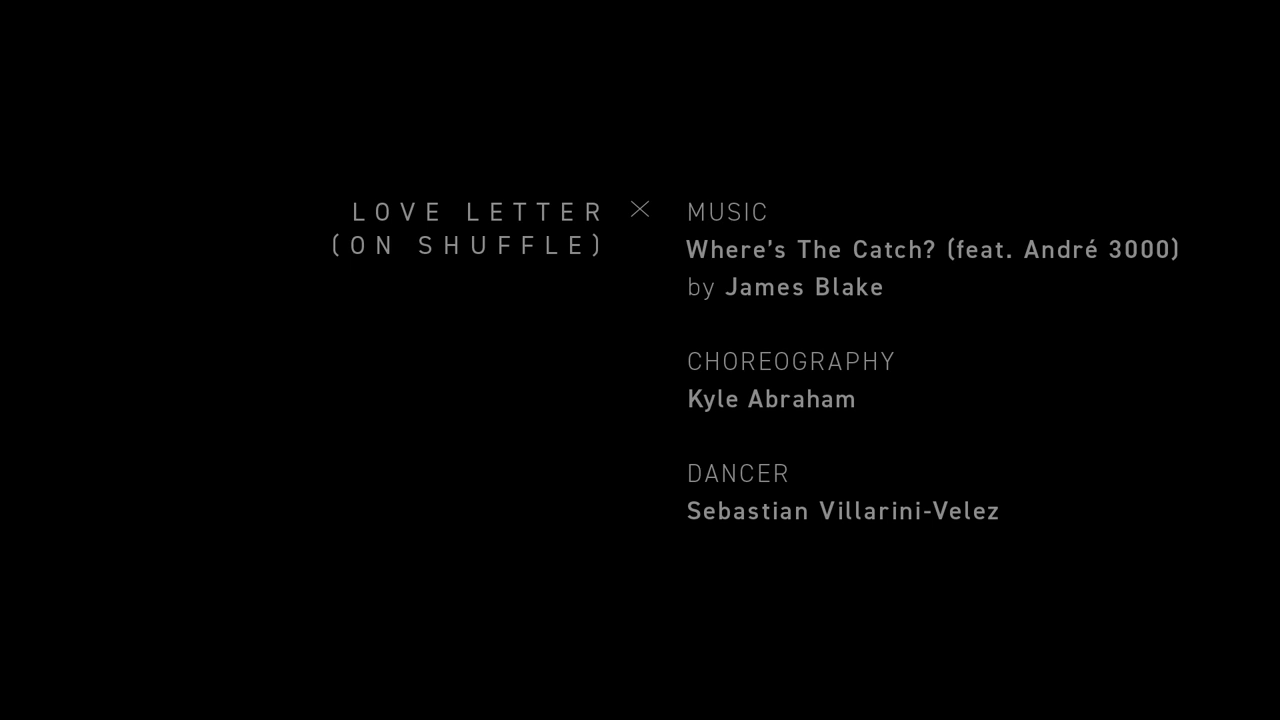 LOVE LETTER
(ON SHUFFLE)
MUSIC
Where's The Catch? (feat. André 3000)
by James Blake
CHOREOGRAPHY
Kyle Abraham
DANCER
Sebastian Villarini-Velez